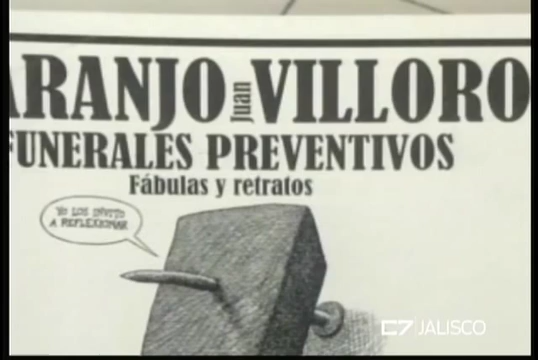 ARANJO Juan VILLORO
FUNERALES PREVENTIVOS
Fábulas y retratos
YO LOS INVITO
A REFLEXIONAR
C7 JALISCO